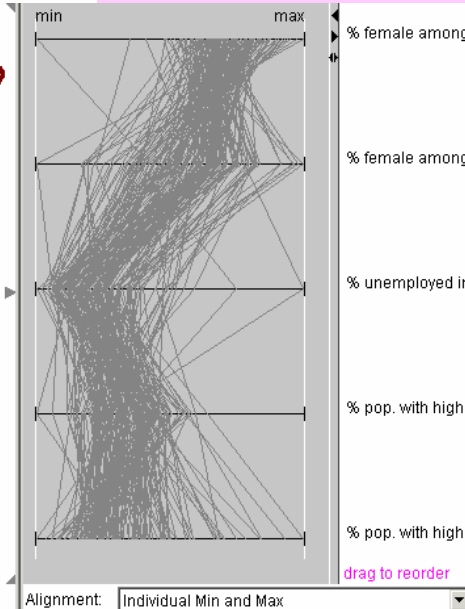 min max
% female among
% female among
% unemployed in
% pop. with high
% pop. with high
drag to reorder
Alignment: Individual Min and Max